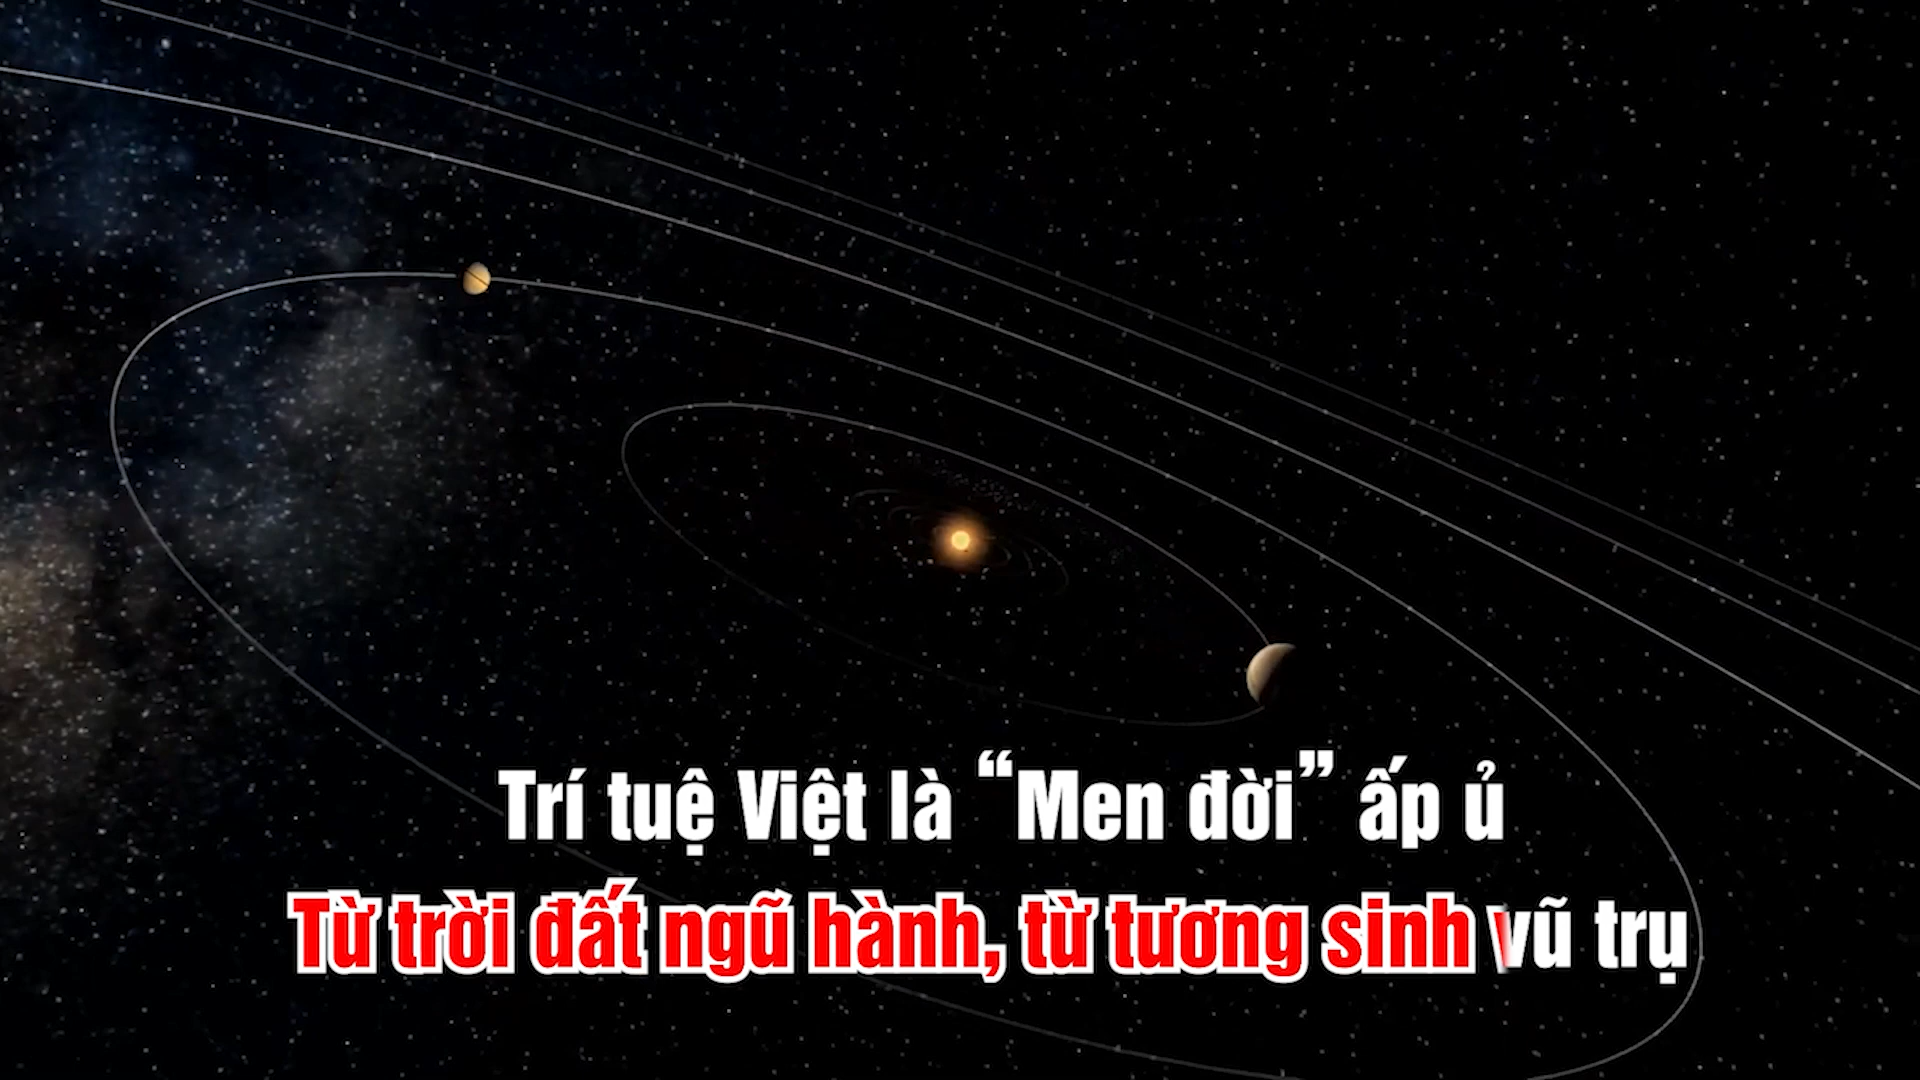 Trí tuệ Việt là “Men đời” ấp ủ
Từ trời đất ngũ hành, từ tương sinh vũ trụ